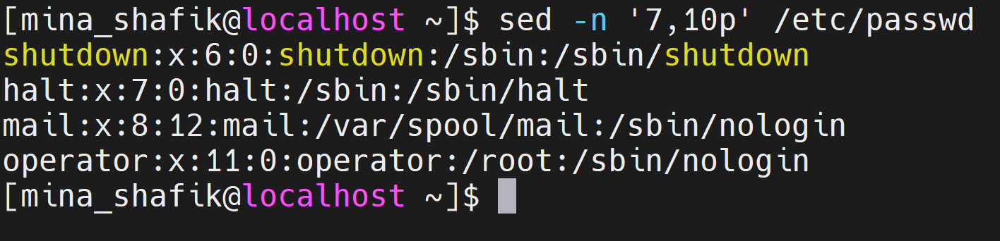 [mina_shafik@localhost ~]$ sed -n '7,10p' /etc/passwd
shutdown:x:6:0:shutdown:/sbin:/sbin/shutdown
halt:x:7:0:halt:/sbin:/sbin/halt
mail:x:8:12:mail:/var/spool/mail:/sbin/nologin
operator:x:11:0:operator:/root:/sbin/nologin
[mina_shafik@localhost ~]$